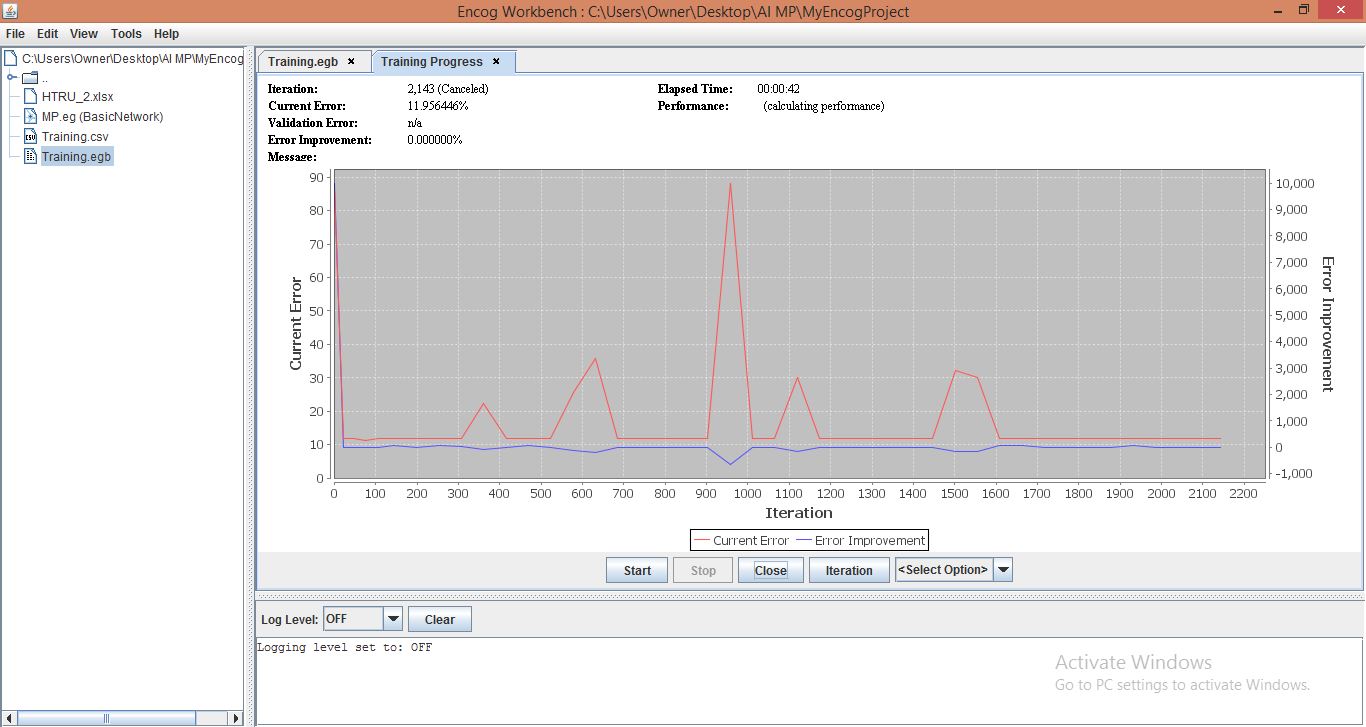 Encog Workbench : C:\Users\Owner\Desktop\AI MP\MyEncogProject
File Edit View Tools Help
C:\Users\Owner\Desktop\AI MP\MyEncog
..
HTRU_2.xlsx
MP.eg (BasicNetwork)
Training.csv
Training.egb
Training.egb × Training Progress ×
Iteration: 2,143 (Canceled) Elapsed Time: 00:00:42
Current Error: 11.956446% Performance: (calculating performance)
Validation Error: n/a
Error Improvement: 0.000000%
Message:
Current Error
90
80
70
60
50
40
30
20
10
0
10,000
9,000
8,000
7,000
6,000
5,000
4,000
3,000
2,000
1,000
0
-1,000
Error Improvement
0 100 200 300 400 500 600 700 800 900 1000 1100 1200 1300 1400 1500 1600 1700 1800 1900 2000 2100 2200
Iteration
Current Error Error Improvement
Start Stop Close Iteration <Select Option>
Log Level: OFF Clear
Logging level set to: OFF
Activate Windows
Go to PC settings to activate Windows.